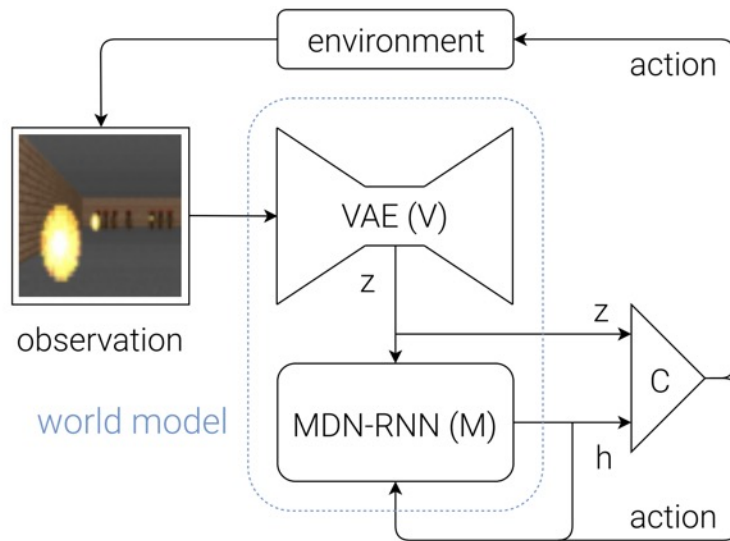 environment
action
VAE (V)
z
z
observation
C
world model
MDN-RNN (M)
h
action